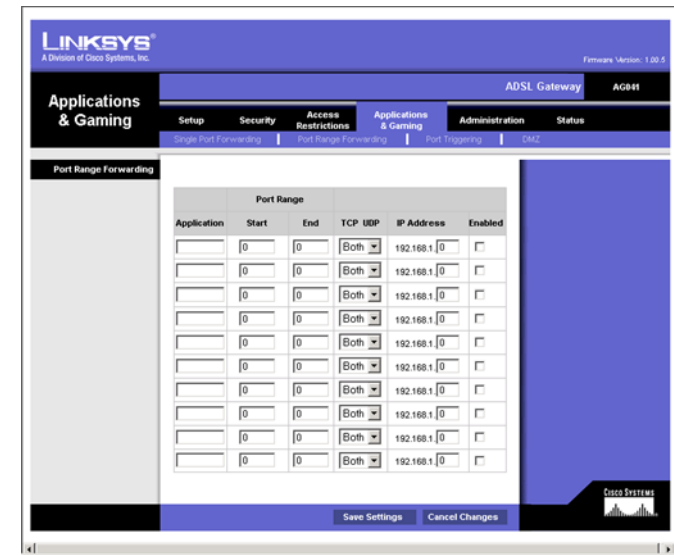 LINKSYS®
A Division of Cisco Systems, Inc.
Firmware Version: 1.00.5
ADSL Gateway AG041
Applications & Gaming
Setup Security Access Restrictions Applications & Gaming Administration Status
Single Port Forwarding Port Range Forwarding Port Triggering DMZ
Port Range Forwarding
Port Range
Application Start End TCP UDP IP Address Enabled
0 0 Both 192.168.1. 0
0 0 Both 192.168.1. 0
0 0 Both 192.168.1. 0
0 0 Both 192.168.1. 0
0 0 Both 192.168.1. 0
0 0 Both 192.168.1. 0
0 0 Both 192.168.1. 0
0 0 Both 192.168.1. 0
0 0 Both 192.168.1. 0
0 0 Both 192.168.1. 0
CISCO SYSTEMS
Save Settings Cancel Changes